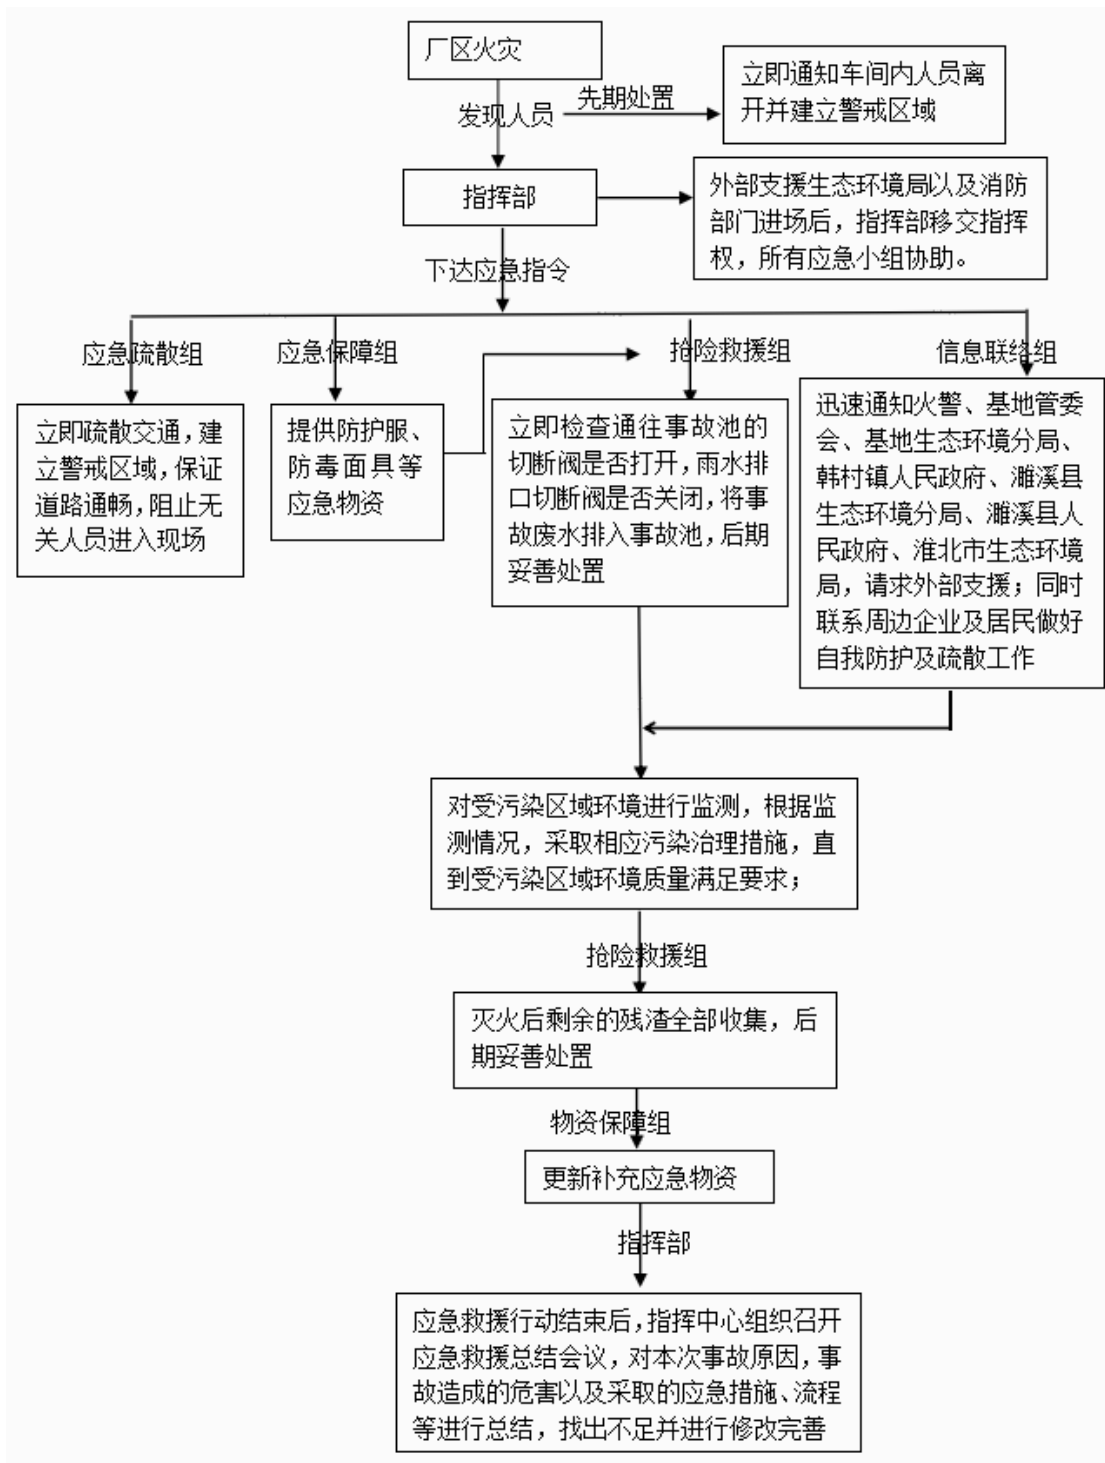 厂区火灾
发现人员
先期处置
立即通知车间内人员离
开并建立警戒区域
指挥部
外部支援生态环境局以及消防
部门进场后，指挥部移交指挥
权，所有应急小组协助。
下达应急指令
应急疏散组
应急保障组
抢险救援组
信息联络组
立即疏散交通，建
立警戒区域，保证
道路通畅，阻止无
关人员进入现场
提供防护服、
防毒面具等
应急物资
立即检查通往事故池的
切断阀是否打开，雨水排
口切断阀是否关闭，将事
故废水排入事故池，后期
妥善处置
迅速通知火警、基地管委
会、基地生态环境分局、
韩村镇人民政府、濉溪县
生态环境分局、濉溪县人
民政府、淮北市生态环境
局，请求外部支援；同时
联系周边企业及居民做好
自我防护及疏散工作
对受污染区域环境进行监测，根据监
测情况，采取相应污染治理措施，直
到受污染区域环境质量满足要求；
抢险救援组
灭火后剩余的残渣全部收集，后
期妥善处置
物资保障组
更新补充应急物资
指挥部
应急救援行动结束后，指挥中心组织召开
应急救援总结会议，对本次事故原因，事
故造成的危害以及采取的应急措施、流程
等进行总结，找出不足并进行修改完善